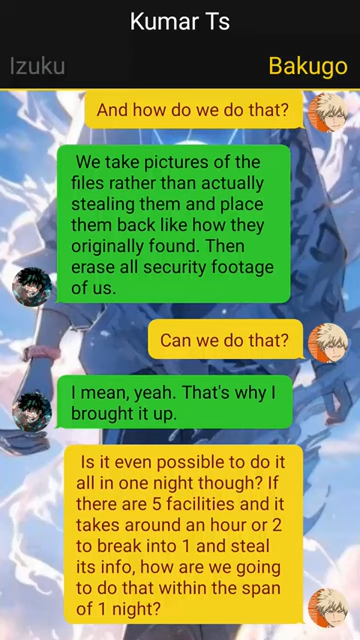 Kumar Ts
Izuku
Bakugo
And how do we do that?
We take pictures of the
files rather than actually
stealing them and place
them back like how they
originally found. Then
erase all security footage
of us.
Can we do that?
I mean, yeah. That's why I
brought it up.
Is it even possible to do it
all in one night though? If
there are 5 facilities and it
takes around an hour or 2
to break into 1 and steal
its info, how are we going
to do that within the span
of 1 night?